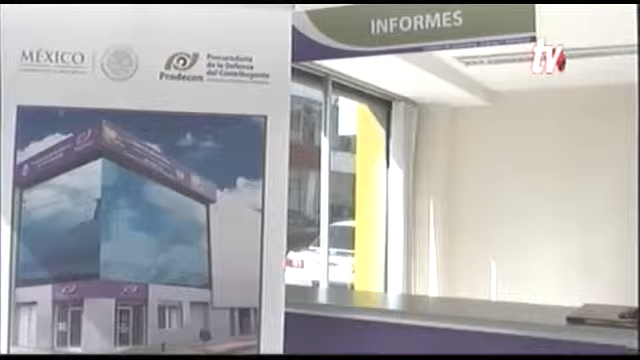 MÉXICO
Prodecon
Procuraduría
de la Defensa
del Contribuyente
INFORMES
tv